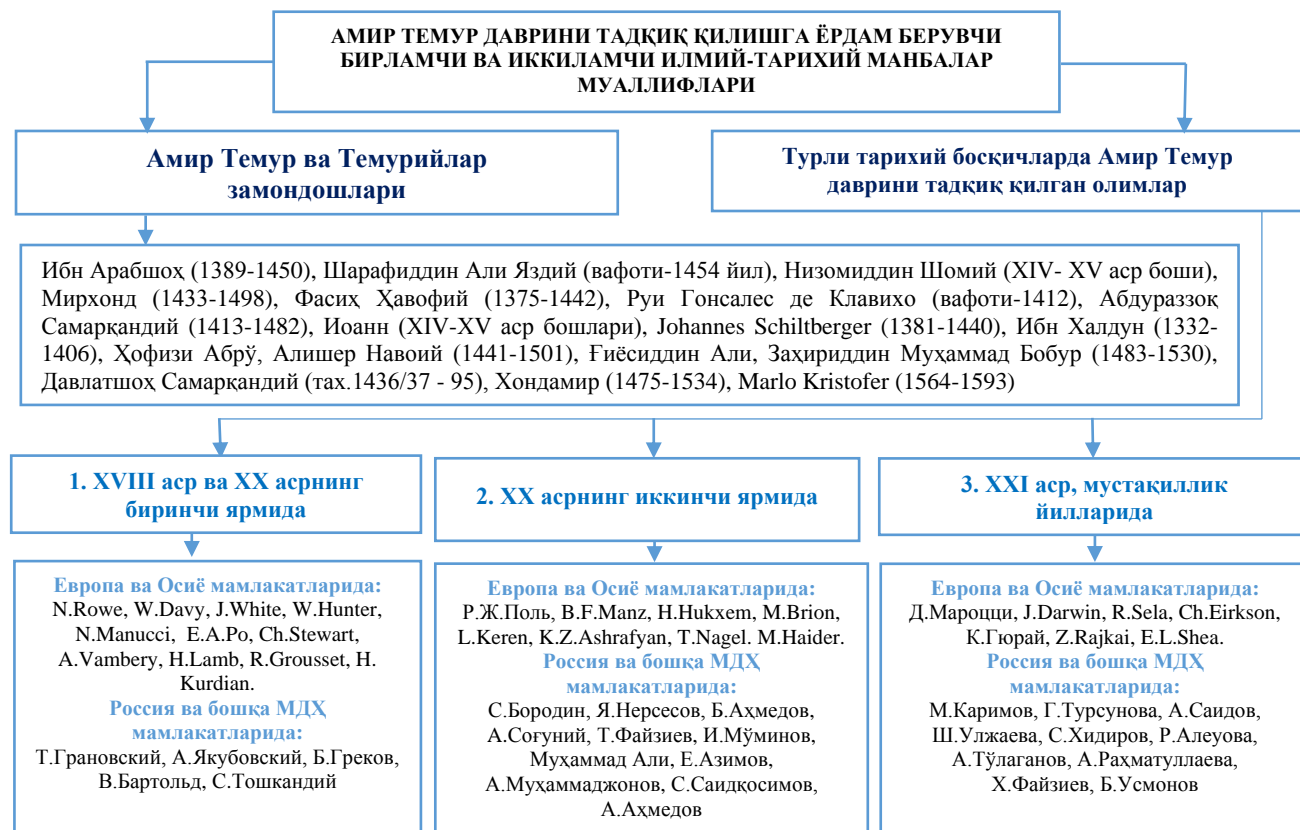 АМИР ТЕМУР ДАВРИНИ ТАДҚИҚ ҚИЛИШГА ЁРДАМ БЕРУВЧИ
БИРЛАМЧИ ВА ИККИЛАМЧИ ИЛМИЙ-ТАРИХИЙ МАНБАЛАР
МУАЛЛИФЛАРИ
Амир Темур ва Темурийлар
замондошлари
Турли тарихий босқичларда Амир Темур
даврини тадқиқ қилган олимлар
Ибн Арабшоҳ (1389-1450), Шарафиддин Али Яздий (вафоти-1454 йил), Низомиддин Шомий (XIV- XV аср боши),
Мирхонд (1433-1498), Фасиҳ Ҳавофий (1375-1442), Руи Гонсалес де Клавихо (вафоти-1412), Абдураззоқ
Самарқандий (1413-1482), Иоанн (XIV-XV аср бошлари), Johannes Schiltberger (1381-1440), Ибн Халдун (1332-
1406), Ҳофизи Абрў, Алишер Навоий (1441-1501), Ғиёсиддин Али, Заҳириддин Муҳаммад Бобур (1483-1530),
Давлатшоҳ Самарқандий (тах.1436/37 - 95), Хондамир (1475-1534), Marlo Kristofer (1564-1593)
1. XVIII аср ва XX асрнинг
биринчи ярмида
Европа ва Осиё мамлакатларида:
N.Rowe, W.Davy, J.White, W.Hunter,
N.Manucci, E.A.Po, Ch.Stewart,
A.Vambery, H.Lamb, R.Grousset, H.
Kurdian.
Россия ва бошқа МДҲ
мамлакатларида:
Т.Грановский, А.Якубовский, Б.Греков,
В.Бартольд, С.Тошкандий
2. XX асрнинг иккинчи ярмида
Европа ва Осиё мамлакатларида:
Р.Ж.Поль, B.F.Manz, H.Hukxem, M.Brion,
L.Keren, K.Z.Ashrafyan, T.Nagel. M.Haider.
Россия ва бошқа МДҲ
мамлакатларида:
С.Бородин, Я.Нерсесов, Б.Аҳмедов,
А.Соғуний, Т.Файзиев, И.Мўминов,
Муҳаммад Али, Е.Азимов,
А.Муҳаммаджонов, С.Саидқосимов,
А.Аҳмедов
3. XXI аср, мустақиллик
йилларида
Европа ва Осиё мамлакатларида:
Д.Мароцци, J.Darwin, R.Sela, Ch.Eirkson,
К.Гюрай, Z.Rajkai, E.L.Shea.
Россия ва бошқа МДҲ
мамлакатларида:
М.Каримов, Г.Турсунова, А.Саидов,
Ш.Улжаева, С.Хидиров, Р.Алеуова,
А.Тўлаганов, А.Раҳматуллаева,
Х.Файзиев, Б.Усмонов